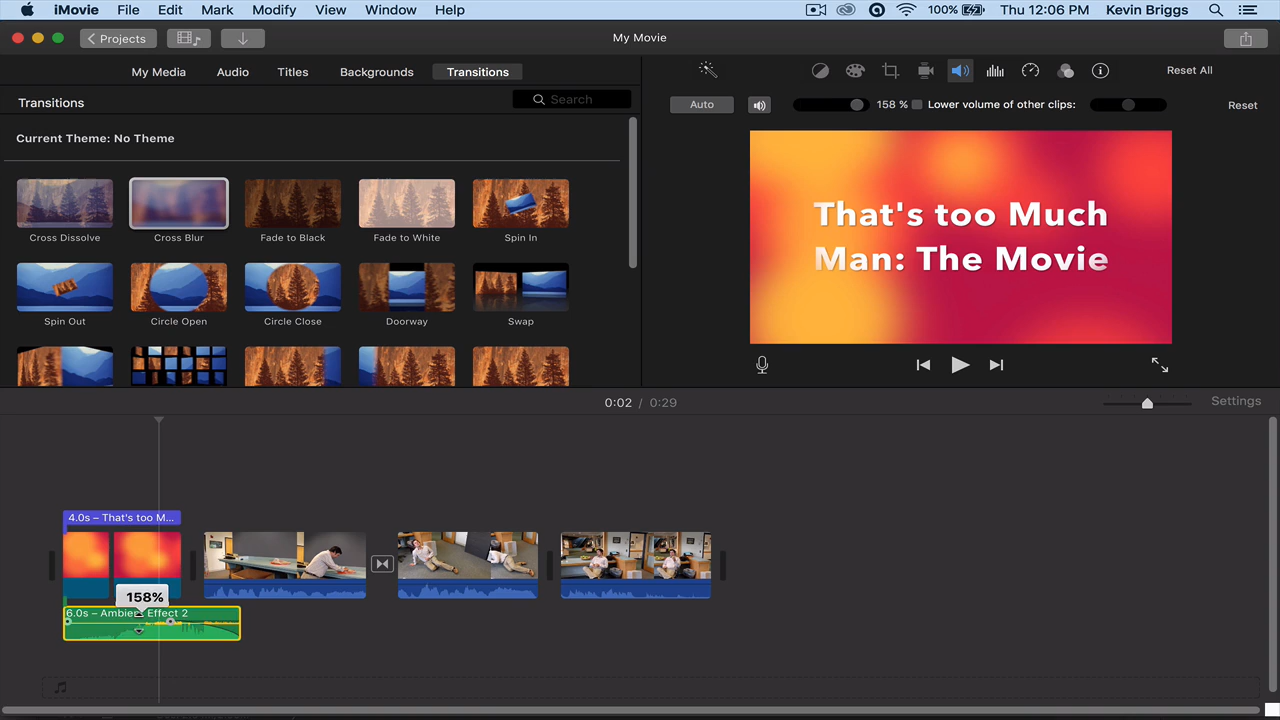 iMovie File Edit Mark Modify View Window Help 100% Thu 12:06 PM Kevin Briggs
Projects My Movie
My Media Audio Titles Backgrounds Transitions Reset All
Transitions Search Auto 158 % Lower volume of other clips: Reset
Current Theme: No Theme
Cross Dissolve Cross Blur Fade to Black Fade to White Spin In
Spin Out Circle Open Circle Close Doorway Swap
That's too Much
Man: The Movie
0:02 / 0:29 Settings
4.0s – That's too M...
158%
6.0s – Ambient Effect 2